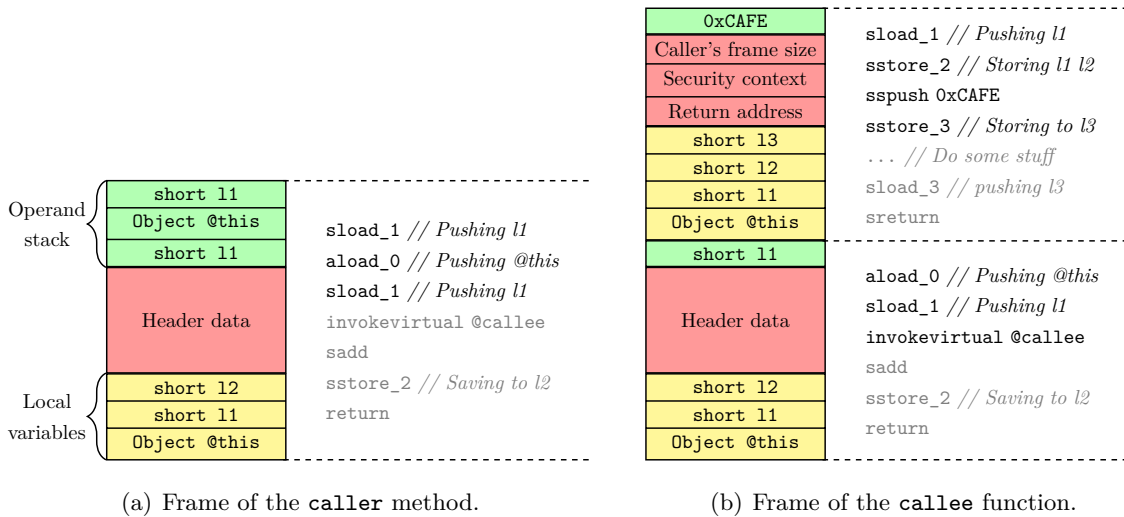 short l1
Object @this
short l1
Operand
stack
Header data
short l2
short l1
Object @this
Local
variables
sload_1 // Pushing l1
aload_0 // Pushing @this
sload_1 // Pushing l1
invokevirtual @callee
sadd
sstore_2 // Saving to l2
return
(a) Frame of the caller method.
0xCAFE
Caller's frame size
Security context
Return address
short l3
short l2
short l1
Object @this
short l1
Header data
short l2
short l1
Object @this
sload_1 // Pushing l1
sstore_2 // Storing l1 l2
sspush 0xCAFE
sstore_3 // Storing to l3
... // Do some stuff
sload_3 // pushing l3
sreturn
aload_0 // Pushing @this
sload_1 // Pushing l1
invokevirtual @callee
sadd
sstore_2 // Saving to l2
return
(b) Frame of the callee function.